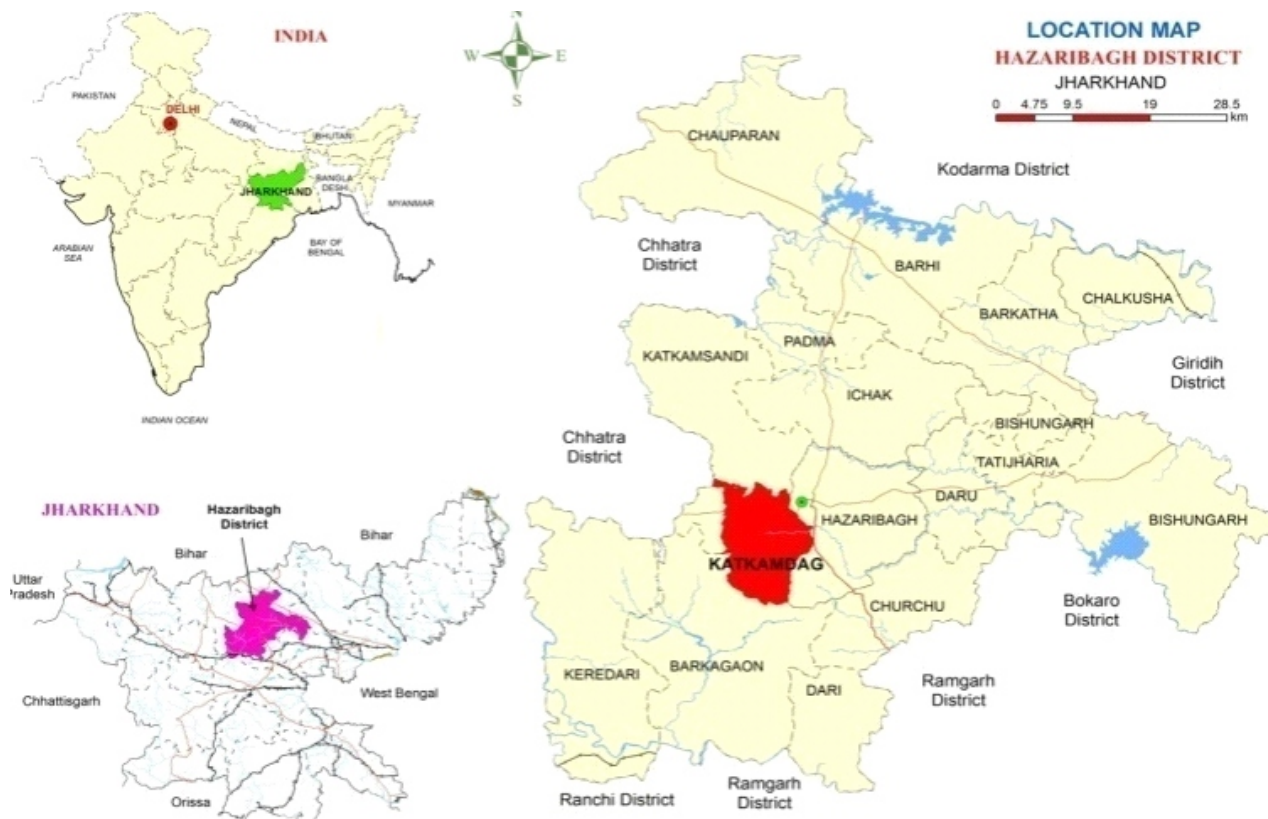 INDIA
PAKISTAN
DELHI
NEPAL
BHUTAN
BANGLA
DESH
JHARKHAND
MYANMAR
ARABIAN
SEA
BAY OF
BENGAL
INDIAN OCEAN
N
W
E
S
LOCATION MAP
HAZARIBAGH DISTRICT
JHARKHAND
0 4.75 9.5 19 28.5
km
CHAUPARAN
Kodarma District
Chhatra
District
BARHI
CHALKUSHA
BARKATHA
PADMA
KATKAMSANDI
Giridih
District
ICHAK
BISHUNGARH
Chhatra
District
TATIJHARIA
DARU
HAZARIBAGH
BISHUNGARH
KATKAMDAG
Bokaro
District
CHURCHU
KEREDARI
BARKAGAON
DARI
Ramgarh
District
Ranchi District
Ramgarh
District
JHARKHAND
Hazaribagh
District
Bihar
Bihar
Uttar
Pradesh
Chhattisgarh
West Bengal
Orissa